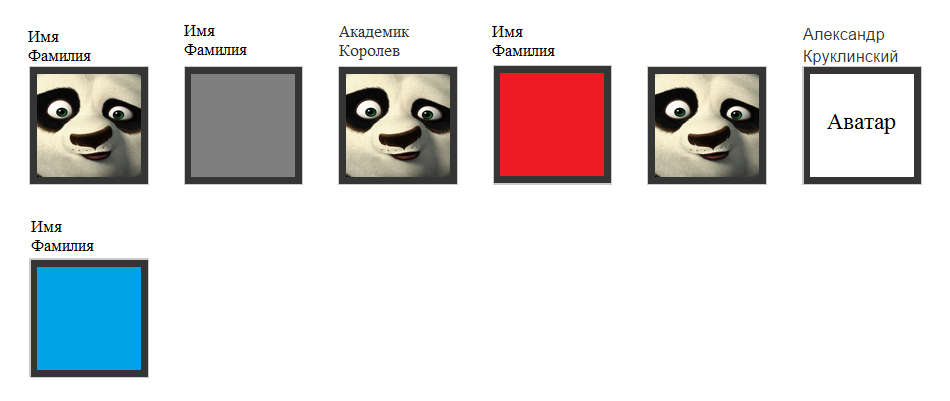 Имя
Фамилия
Имя
Фамилия
Академик
Королев
Имя
Фамилия
Александр
Круклинский
Аватар
Имя
Фамилия